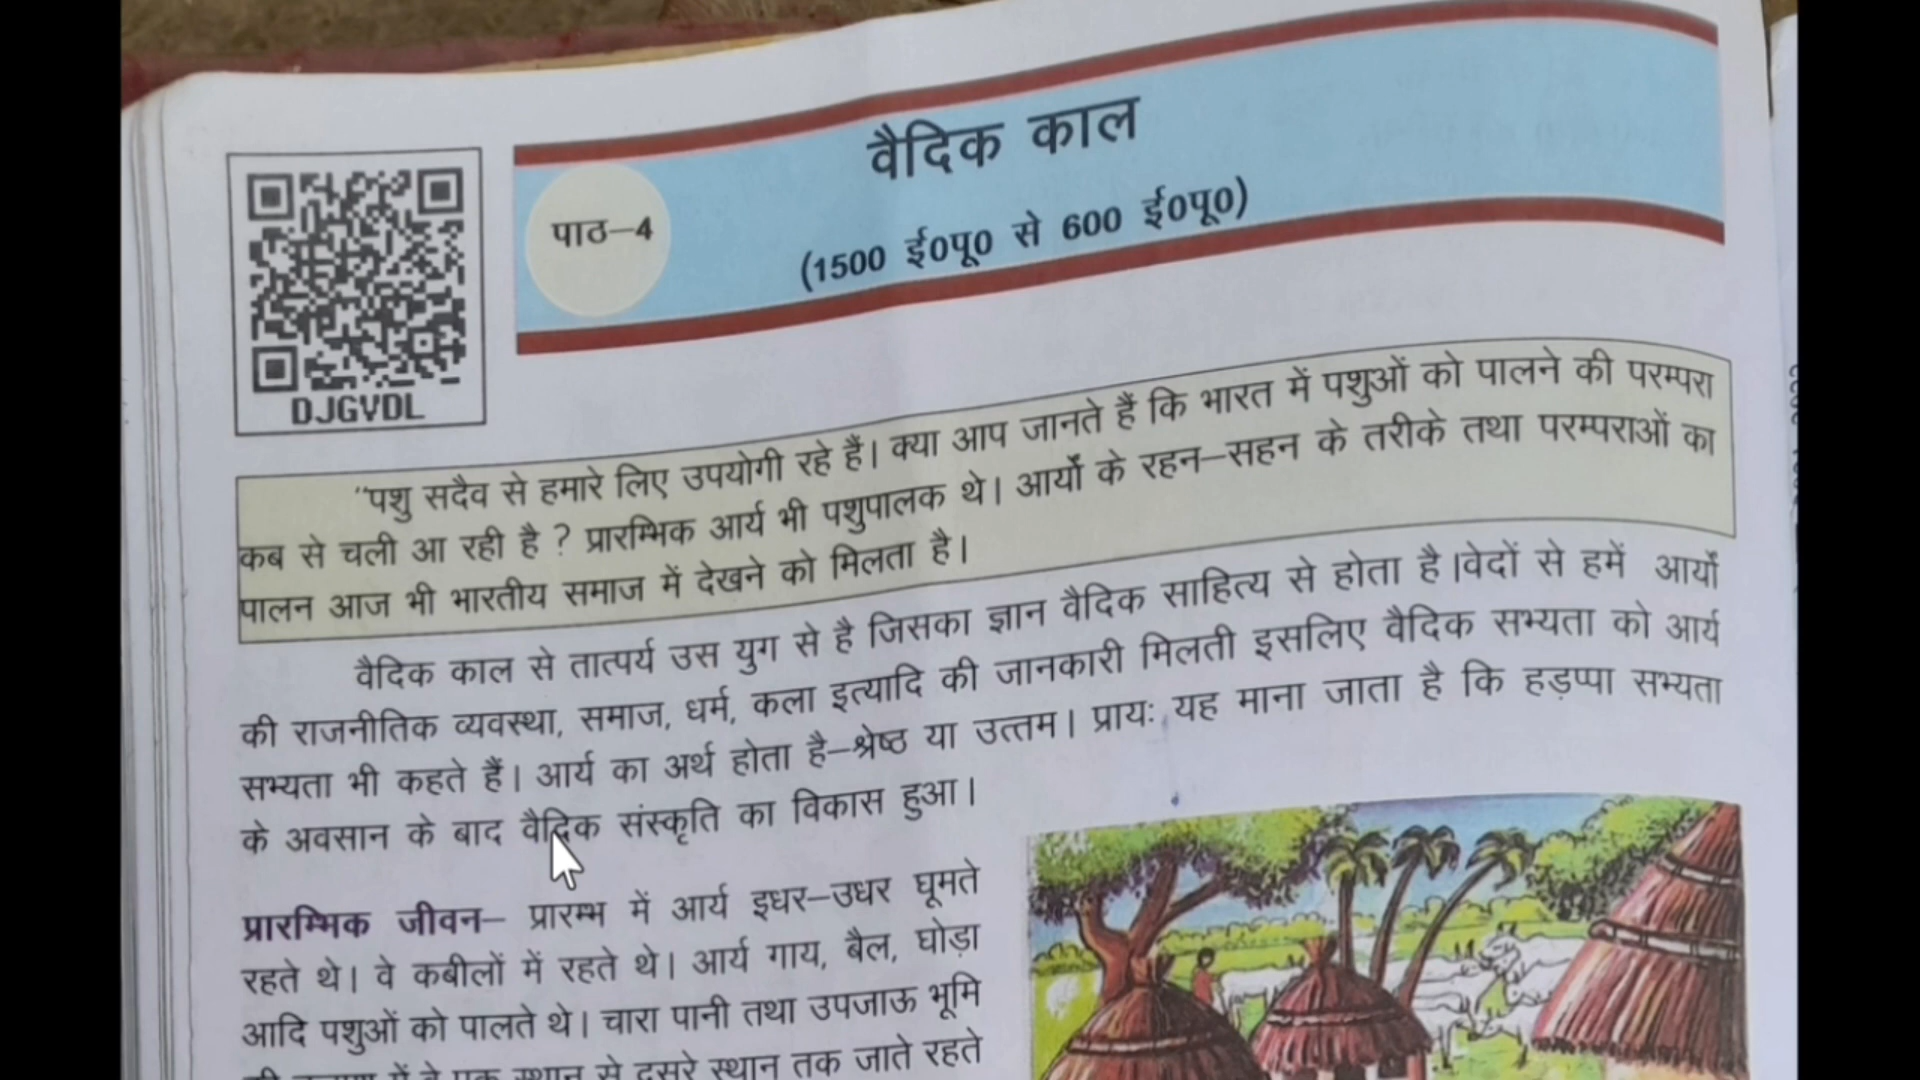 वैदिक काल
पाठ–4
(1500 ई0पू0 से 600 ई0पू0)
DJGVDL
"पशु सदैव से हमारे लिए उपयोगी रहे हैं। क्या आप जानते हैं कि भारत में पशुओं को पालने की परम्परा
कब से चली आ रही है ? प्रारम्भिक आर्य भी पशुपालक थे। आर्यों के रहन–सहन के तरीके तथा परम्पराओं का
पालन आज भी भारतीय समाज में देखने को मिलता है।
वैदिक काल से तात्पर्य उस युग से है जिसका ज्ञान वैदिक साहित्य से होता है।वेदों से हमें आर्यों
की राजनीतिक व्यवस्था, समाज, धर्म, कला इत्यादि की जानकारी मिलती इसलिए वैदिक सभ्यता को आर्य
सभ्यता भी कहते हैं। आर्य का अर्थ होता है–श्रेष्ठ या उत्तम। प्रायः यह माना जाता है कि हड़प्पा सभ्यता
के अवसान के बाद वैदिक संस्कृति का विकास हुआ।
प्रारम्भिक जीवन– प्रारम्भ में आर्य इधर–उधर घूमते
रहते थे। वे कबीलों में रहते थे। आर्य गाय, बैल, घोड़ा
आदि पशुओं को पालते थे। चारा पानी तथा उपजाऊ भूमि
में वे एक स्थान से दूसरे स्थान तक जाते रहते